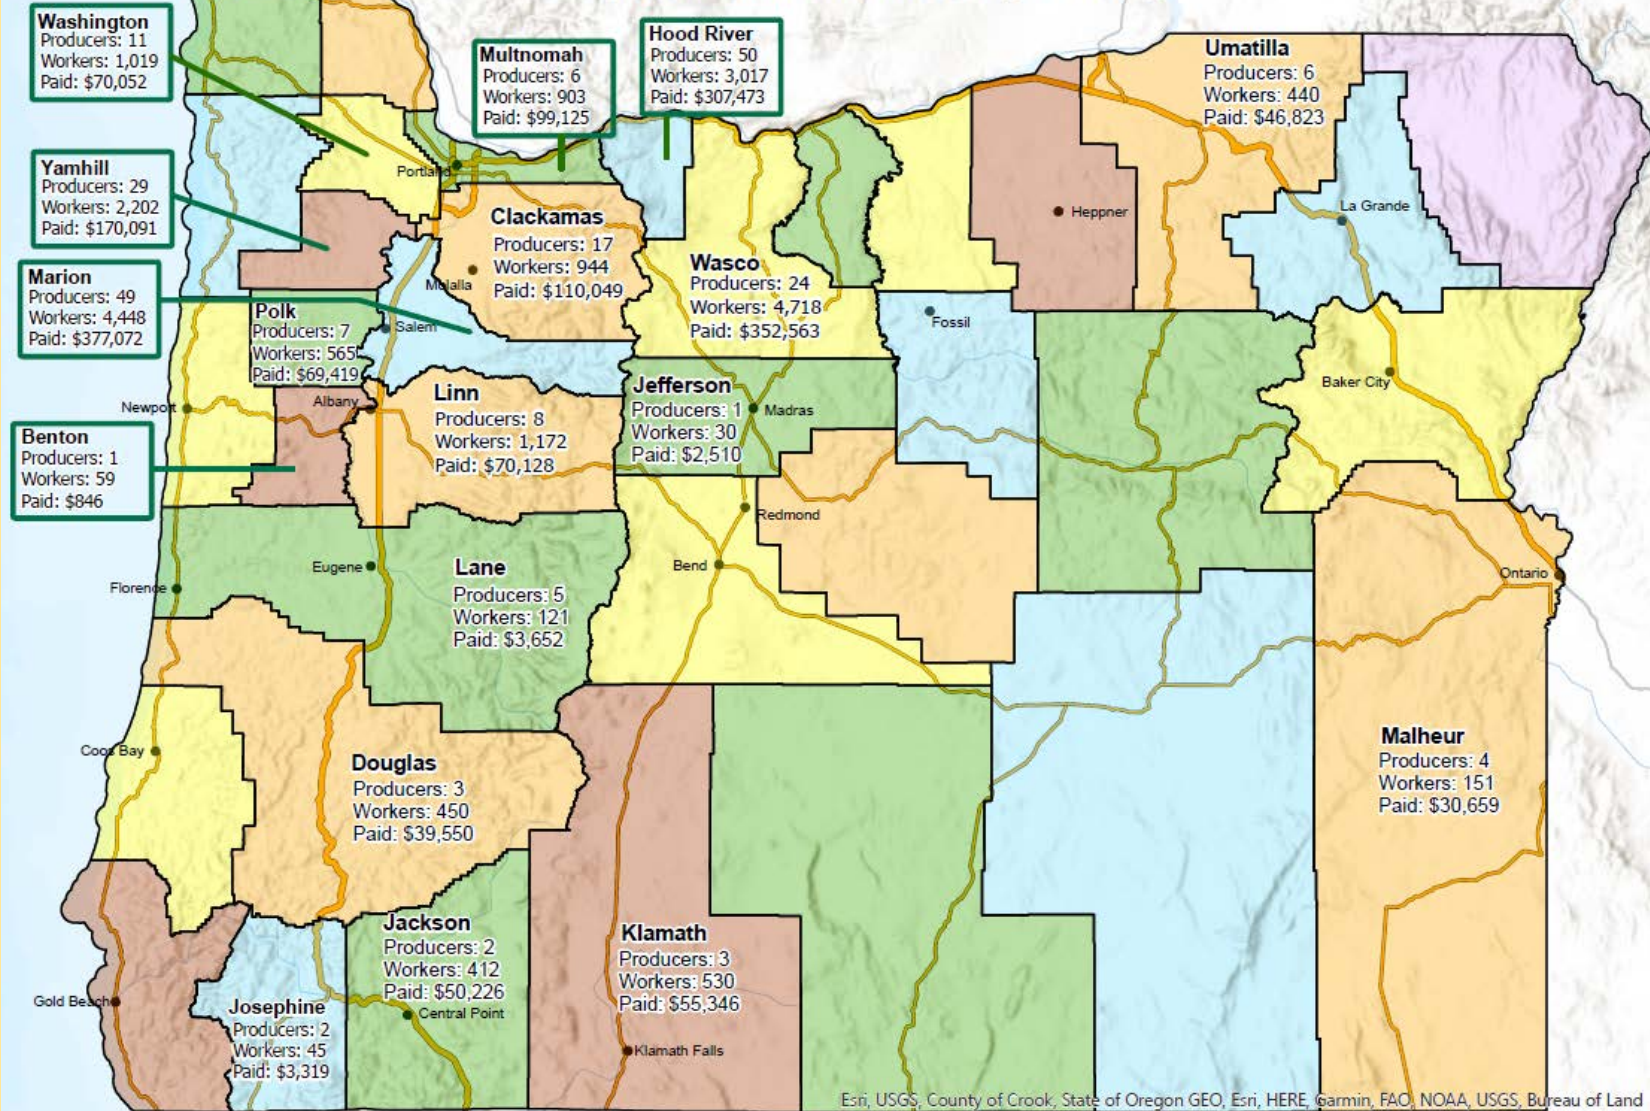 Washington
Producers: 11
Workers: 1,019
Paid: $70,052
Multnomah
Producers: 6
Workers: 903
Paid: $99,125
Hood River
Producers: 50
Workers: 3,017
Paid: $307,473
Umatilla
Producers: 6
Workers: 440
Paid: $46,823
Yamhill
Producers: 29
Workers: 2,202
Paid: $170,091
Portland
Heppner
La Grande
Clackamas
Producers: 17
Workers: 944
Paid: $110,049
Molalla
Wasco
Producers: 24
Workers: 4,718
Paid: $352,563
Marion
Producers: 49
Workers: 4,448
Paid: $377,072
Polk
Producers: 7
Workers: 565
Paid: $69,419
Salem
Fossil
Baker City
Newport
Albany
Linn
Producers: 8
Workers: 1,172
Paid: $70,128
Jefferson
Producers: 1
Workers: 30
Paid: $2,510
Madras
Benton
Producers: 1
Workers: 59
Paid: $846
Redmond
Bend
Eugene
Florence
Lane
Producers: 5
Workers: 121
Paid: $3,652
Ontario
Coos Bay
Douglas
Producers: 3
Workers: 450
Paid: $39,550
Malheur
Producers: 4
Workers: 151
Paid: $30,659
Jackson
Producers: 2
Workers: 412
Paid: $50,226
Central Point
Klamath
Producers: 3
Workers: 530
Paid: $55,346
Klamath Falls
Gold Beach
Josephine
Producers: 2
Workers: 45
Paid: $3,319
Esri, USGS, County of Crook, State of Oregon GEO, Esri, HERE, Garmin, FAO, NOAA, USGS, Bureau of Land